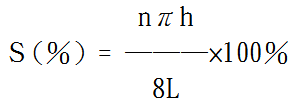 nπh
S(%) = ———×100%
8L